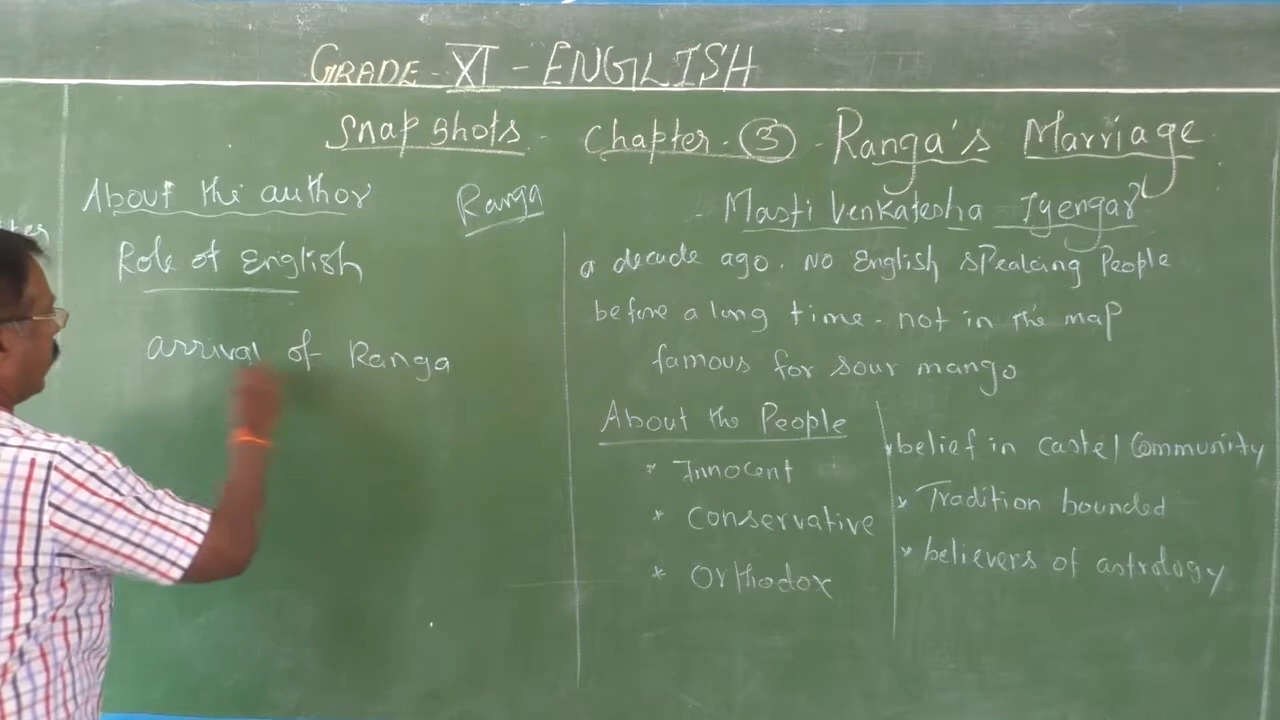 GRADE - XI - ENGLISH
Snapshots - Chapter - 3 - Ranga's Marriage
About the author
Ranga
Role of English
arrival of Ranga
- Masti Venkatesha Iyengar
a decade ago. no English speaking People
before a long time - not in the map
famous for sour mango
About the People
* Innocent
* Conservative
* Orthodox
* belief in caste/Community
* Tradition bounded
* believers of astrology